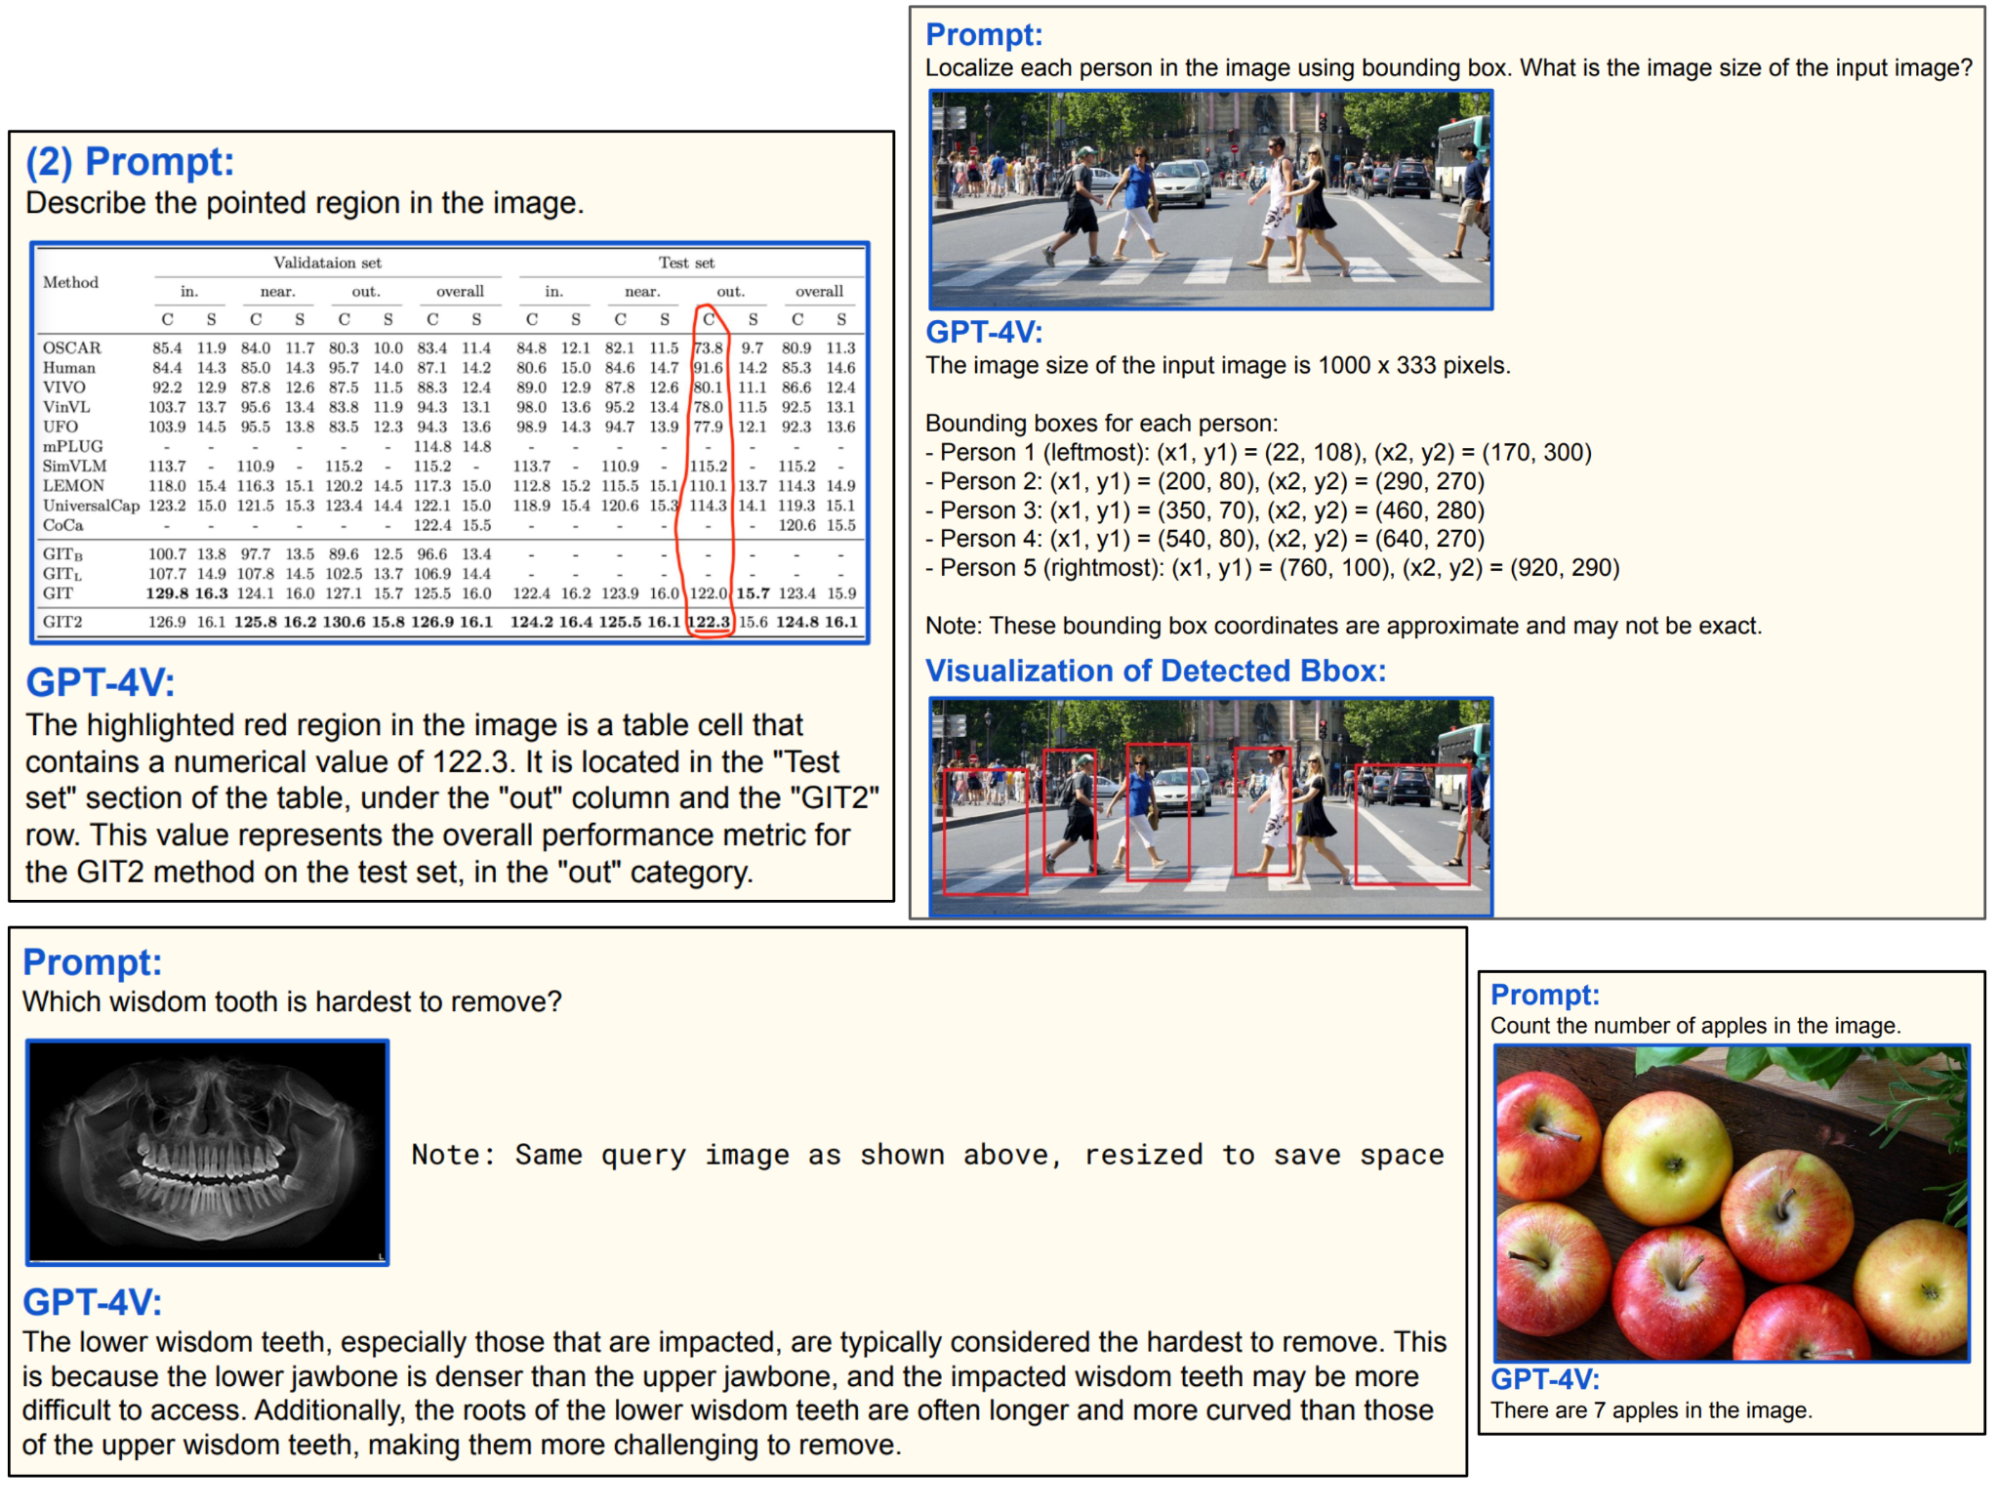 (2) Prompt:
Describe the pointed region in the image.
Method Validataion set Test set
in. near. out. overall in. near. out. overall
C S C S C S C S C S C S C S C S
OSCAR 85.4 11.9 84.0 11.7 80.3 10.0 83.4 11.4 84.8 12.1 82.1 11.5 73.8 9.7 80.9 11.3
Human 84.4 14.3 85.0 14.3 95.7 14.0 87.1 14.2 80.6 15.0 84.6 14.7 91.6 14.2 85.3 14.6
VIVO 92.2 12.9 87.8 12.6 87.5 11.5 88.3 12.4 89.0 12.9 87.8 12.6 80.1 11.1 86.6 12.4
VinVL 103.7 13.7 95.6 13.4 83.8 11.9 94.3 13.1 98.0 13.6 95.2 13.4 78.0 11.5 92.5 13.1
UFO 103.9 14.5 95.5 13.8 83.5 12.3 94.3 13.6 98.9 14.3 94.7 13.9 77.9 12.1 92.3 13.6
mPLUG - - - - - - 114.8 14.8 - - - - - - - -
SimVLM 113.7 - 110.9 - 115.2 - 115.2 - 113.7 - 110.9 - 115.2 - 115.2 -
LEMON 118.0 15.4 116.3 15.1 120.2 14.5 117.3 15.0 112.8 15.2 115.5 15.1 110.1 13.7 114.3 14.9
UniversalCap 123.2 15.0 121.5 15.3 123.4 14.4 122.1 15.0 118.9 15.4 120.6 15.3 114.3 14.1 119.3 15.1
CoCa - - - - - - 122.4 15.5 - - - - - - 120.6 15.5
GIT_B 100.7 13.8 97.7 13.5 89.6 12.5 96.6 13.4 - - - - - - - -
GIT_L 107.7 14.9 107.8 14.5 102.5 13.7 106.9 14.4 - - - - - - - -
GIT 129.8 16.3 124.1 16.0 127.1 15.7 125.5 16.0 122.4 16.2 123.9 16.0 122.0 15.7 123.4 15.9
GIT2 126.9 16.1 125.8 16.2 130.6 15.8 126.9 16.1 124.2 16.4 125.5 16.1 122.3 15.6 124.8 16.1
GPT-4V:
The highlighted red region in the image is a table cell that
contains a numerical value of 122.3. It is located in the "Test
set" section of the table, under the "out" column and the "GIT2"
row. This value represents the overall performance metric for
the GIT2 method on the test set, in the "out" category.
Prompt:
Localize each person in the image using bounding box. What is the image size of the input image?
GPT-4V:
The image size of the input image is 1000 x 333 pixels.
Bounding boxes for each person:
- Person 1 (leftmost): (x1, y1) = (22, 108), (x2, y2) = (170, 300)
- Person 2: (x1, y1) = (200, 80), (x2, y2) = (290, 270)
- Person 3: (x1, y1) = (350, 70), (x2, y2) = (460, 280)
- Person 4: (x1, y1) = (540, 80), (x2, y2) = (640, 270)
- Person 5 (rightmost): (x1, y1) = (760, 100), (x2, y2) = (920, 290)
Note: These bounding box coordinates are approximate and may not be exact.
Visualization of Detected Bbox:
Prompt:
Which wisdom tooth is hardest to remove?
L
Note: Same query image as shown above, resized to save space
GPT-4V:
The lower wisdom teeth, especially those that are impacted, are typically considered the hardest to remove. This
is because the lower jawbone is denser than the upper jawbone, and the impacted wisdom teeth may be more
difficult to access. Additionally, the roots of the lower wisdom teeth are often longer and more curved than those
of the upper wisdom teeth, making them more challenging to remove.
Prompt:
Count the number of apples in the image.
GPT-4V:
There are 7 apples in the image.